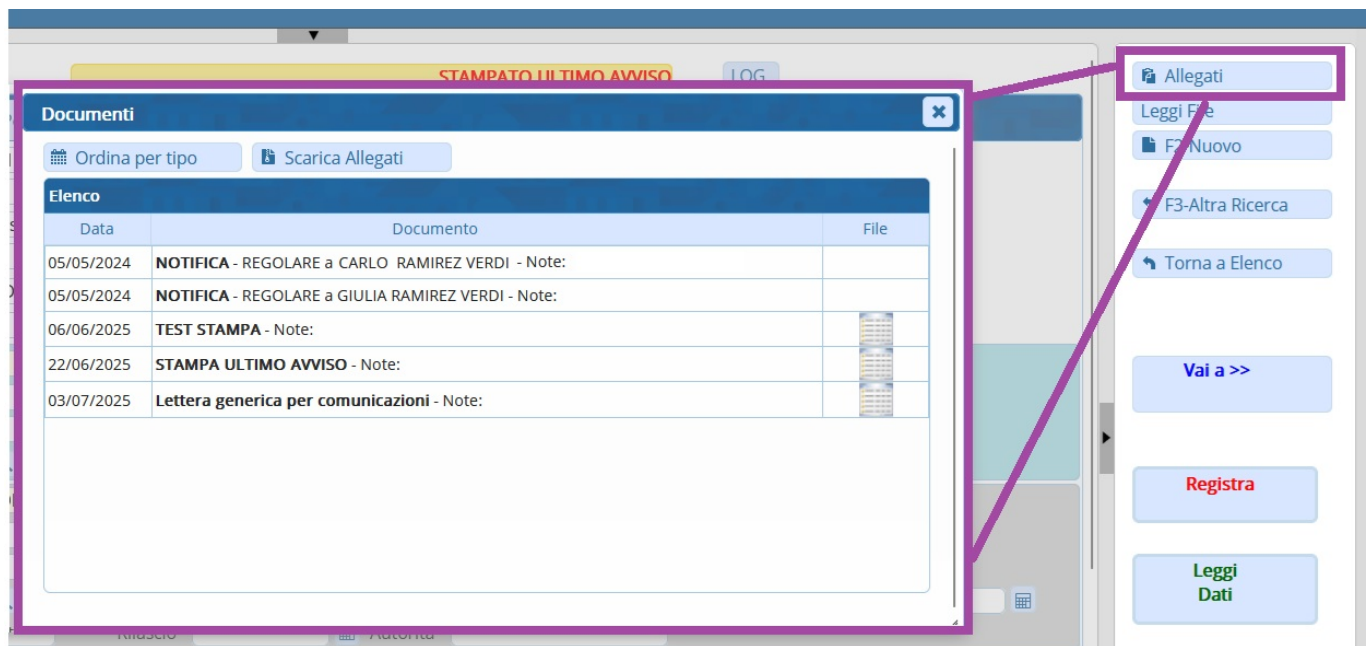 STAMPATO ULTIMO AVVISO
LOG
Documenti
Ordina per tipo
Scarica Allegati
Elenco
Data Documento File
05/05/2024 NOTIFICA - REGOLARE a CARLO RAMIREZ VERDI - Note:
05/05/2024 NOTIFICA - REGOLARE a GIULIA RAMIREZ VERDI - Note:
06/06/2025 TEST STAMPA - Note:
22/06/2025 STAMPA ULTIMO AVVISO - Note:
03/07/2025 Lettera generica per comunicazioni - Note:
Rilascio
Autorità
Allegati
Leggi File
F2-Nuovo
F3-Altra Ricerca
Torna a Elenco
Vai a >>
Registra
Leggi
Dati